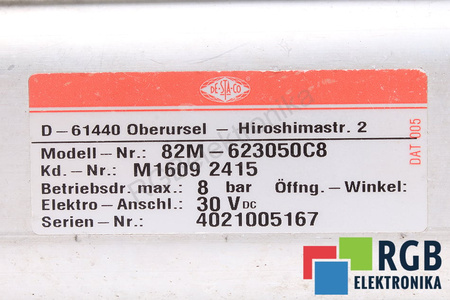 DE-STA-CO
D – 61440 Oberursel – Hiroshimastr. 2
Modell–Nr.: 82M–623050C8
Kd.–Nr.: M1609 2415
Betriebsdr. max.: 8 bar Öffng.–Winkel:
Elektro–Anschl.: 30 VDC
Serien–Nr.: 4021005167
DAT 005
RGB
ELEKTRONIKA